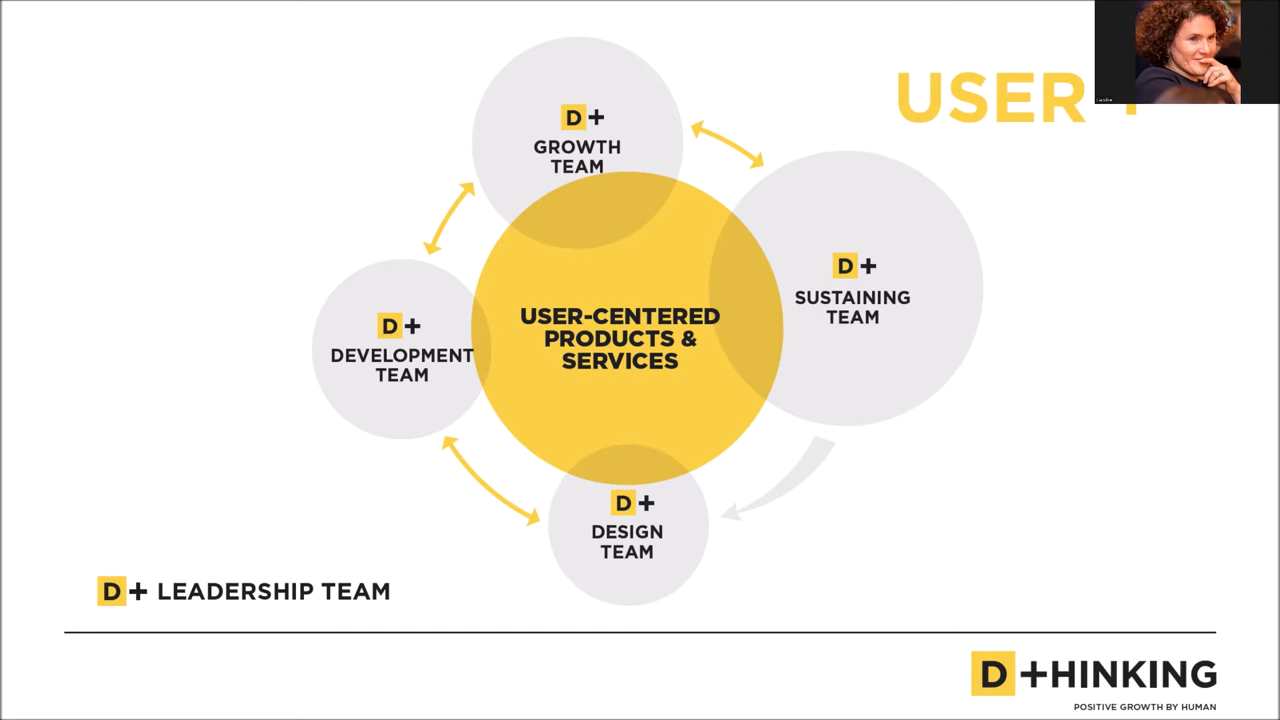 USER+
D+
GROWTH
TEAM
D+
SUSTAINING
TEAM
USER-CENTERED
PRODUCTS &
SERVICES
D+
DEVELOPMENT
TEAM
D+
DESIGN
TEAM
D+ LEADERSHIP TEAM
D+HINKING
POSITIVE GROWTH BY HUMAN